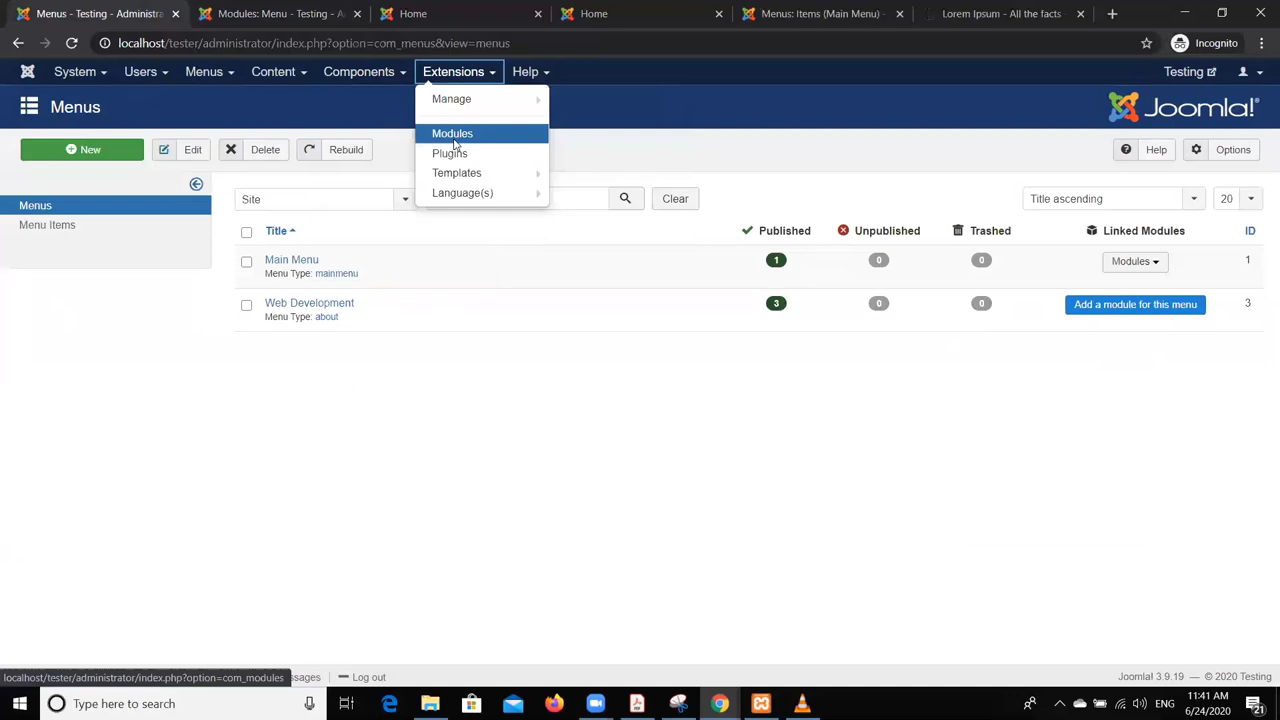 Menus - Testing - Administra
Modules: Menu - Testing - A
Home
Home
Menus: Items (Main Menu) -
Lorem Ipsum - All the facts -
localhost/tester/administrator/index.php?option=com_menus&view=menus
Incognito
System
Users
Menus
Content
Components
Extensions
Help
Testing
Menus
Joomla!®
Manage
Modules
Plugins
Templates
Language(s)
New
Edit
Delete
Rebuild
Help
Options
Menus
Menu Items
Site
Clear
Title ascending
20
Title
Published
Unpublished
Trashed
Linked Modules
ID
Main Menu
1
0
0
Modules
1
Menu Type: mainmenu
Web Development
3
0
0
Add a module for this menu
3
Menu Type: about
localhost/tester/administrator/index.php?option=com_modules
ssages
Log out
Joomla! 3.9.19 — © 2020 Testing
Type here to search
ENG
11:41 AM
6/24/2020
21